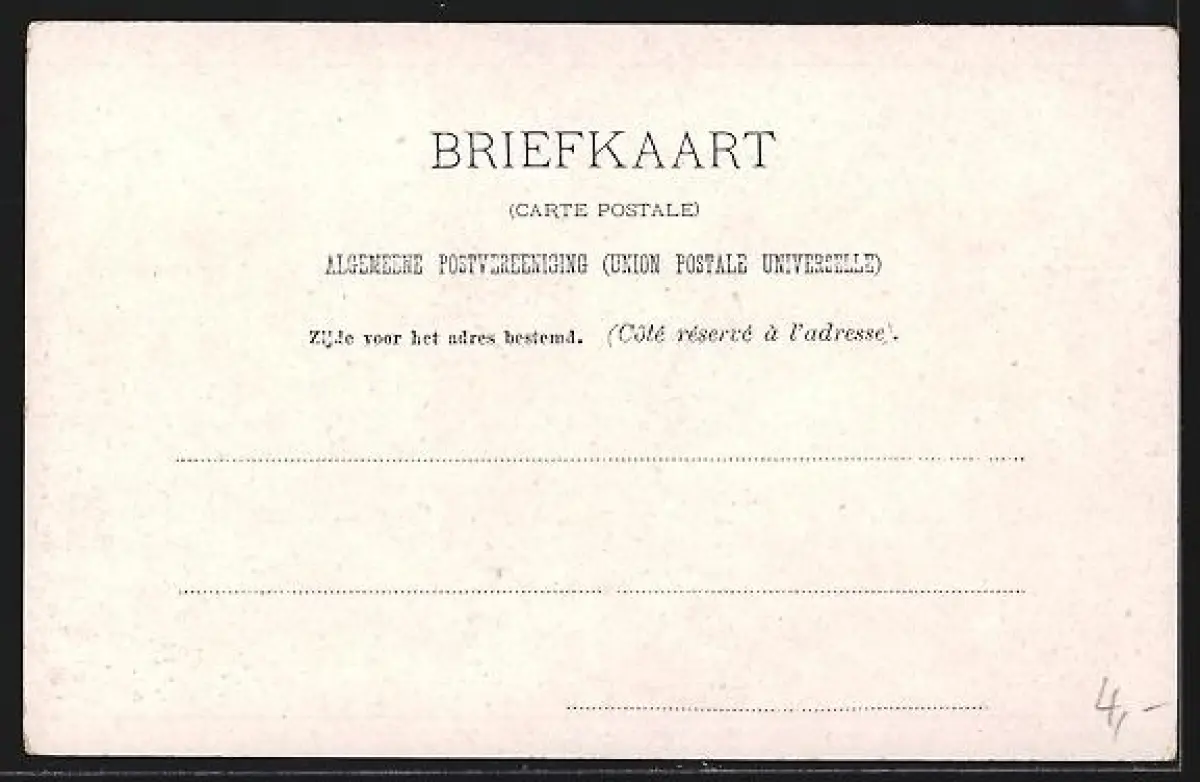 BRIEFKAART
(CARTE POSTALE)
ALGEMEENE POSTVEREENIGING (UNION POSTALE UNIVERSELLE)
Zijde voor het adres bestemd. (Côté réservé à l'adresse).
4,-